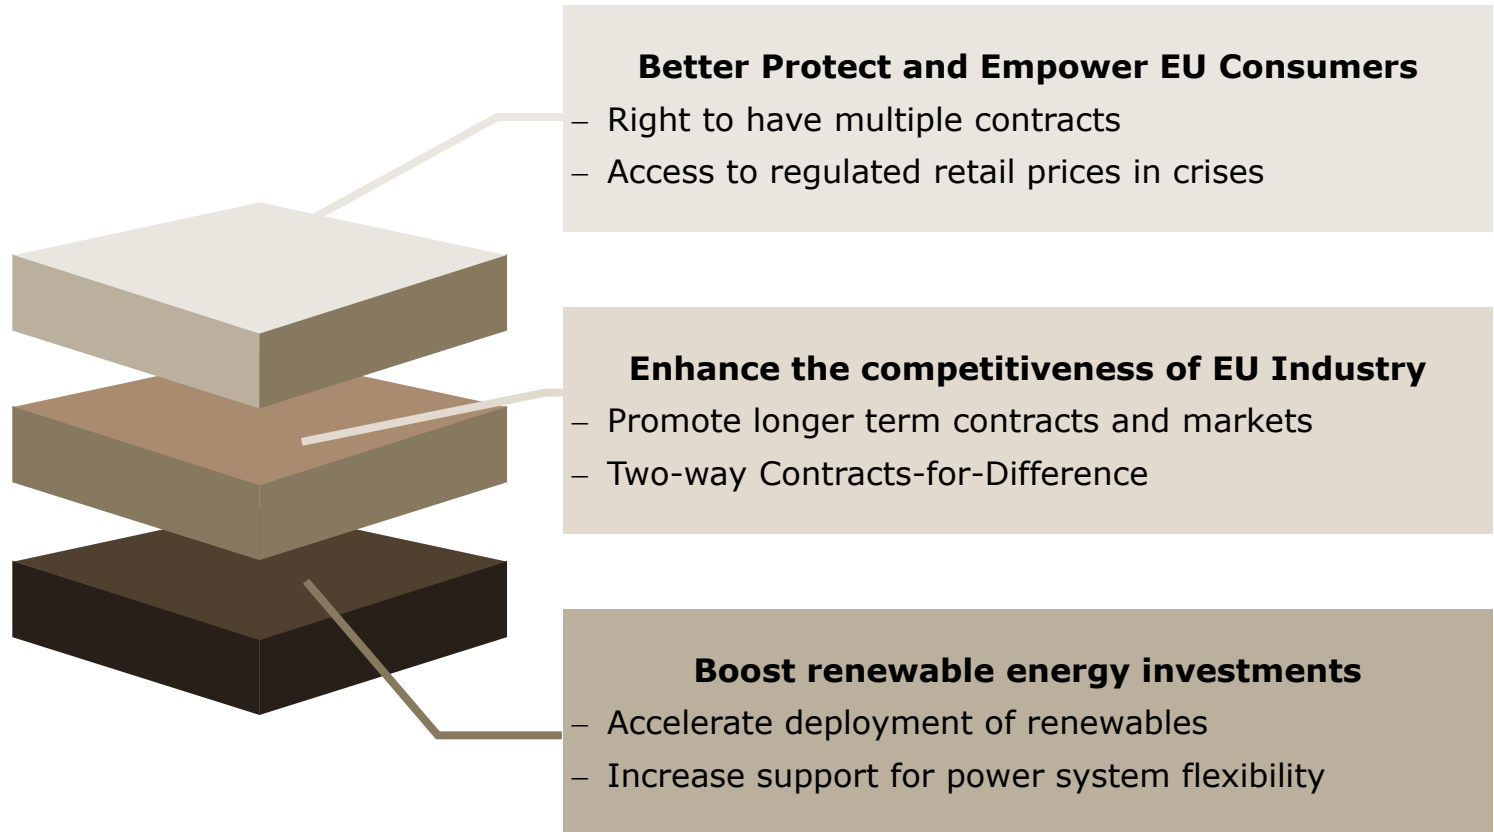 Better Protect and Empower EU Consumers
– Right to have multiple contracts
– Access to regulated retail prices in crises
Enhance the competitiveness of EU Industry
– Promote longer term contracts and markets
– Two-way Contracts-for-Difference
Boost renewable energy investments
– Accelerate deployment of renewables
– Increase support for power system flexibility